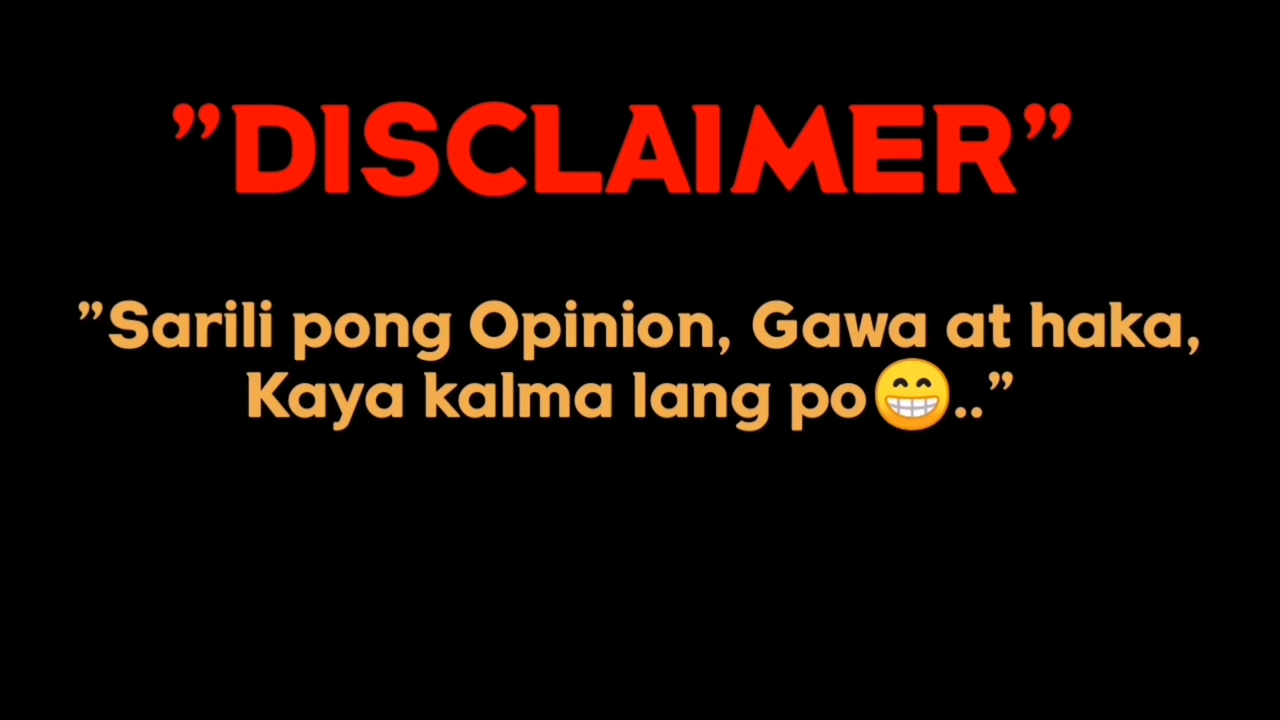 ”DISCLAIMER”
”Sarili pong Opinion, Gawa at haka,
Kaya kalma lang po😁..”